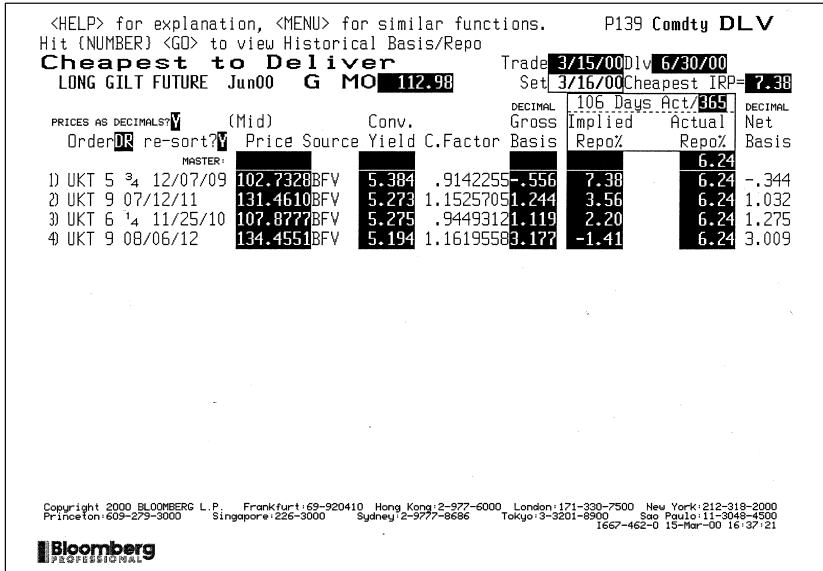 <HELP> for explanation, <MENU> for similar functions. P139 Comdty DLV
Hit {NUMBER} <GO> to view Historical Basis/Repo
Cheapest to Deliver Trade 3/15/00 Dlv 6/30/00
LONG GILT FUTURE Jun00 G MO 112.98 Set 3/16/00 Cheapest IRP= 7.38
DECIMAL 106 Days Act/365 DECIMAL
PRICES AS DECIMALS? Y (Mid) Conv. Gross Implied Actual Net
Order DR re-sort? Y Price Source Yield C.Factor Basis Repo% Repo% Basis
MASTER: 6.24
1) UKT 5 3/4 12/07/09 102.7328 BFV 5.384 .9142255 -.556 7.38 6.24 -.344
2) UKT 9 07/12/11 131.4610 BFV 5.273 1.1525705 1.244 3.56 6.24 1.032
3) UKT 6 1/4 11/25/10 107.8777 BFV 5.275 .9449312 1.119 2.20 6.24 1.275
4) UKT 9 08/06/12 134.4551 BFV 5.194 1.1619558 3.177 -1.41 6.24 3.009
Copyright 2000 BLOOMBERG L.P. Frankfurt:69-920410 Hong Kong:2-977-6000 London:171-330-7500 New York:212-318-2000
Princeton:609-279-3000 Singapore:226-3000 Sydney:2-9777-8686 Tokyo:3-3201-8900 Sao Paulo:11-3048-4500
I667-462-0 15-Mar-00 16:37:21
Bloomberg
PROFESSIONAL